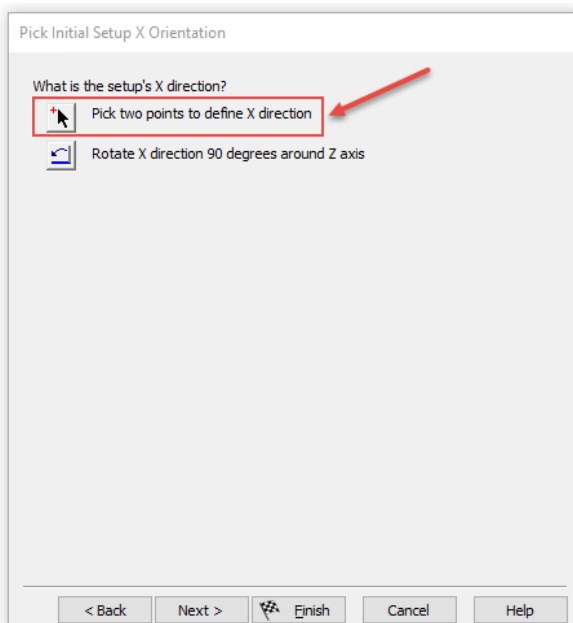 Pick Initial Setup X Orientation
What is the setup's X direction?
Pick two points to define X direction
Rotate X direction 90 degrees around Z axis
< Back
Next >
Finish
Cancel
Help